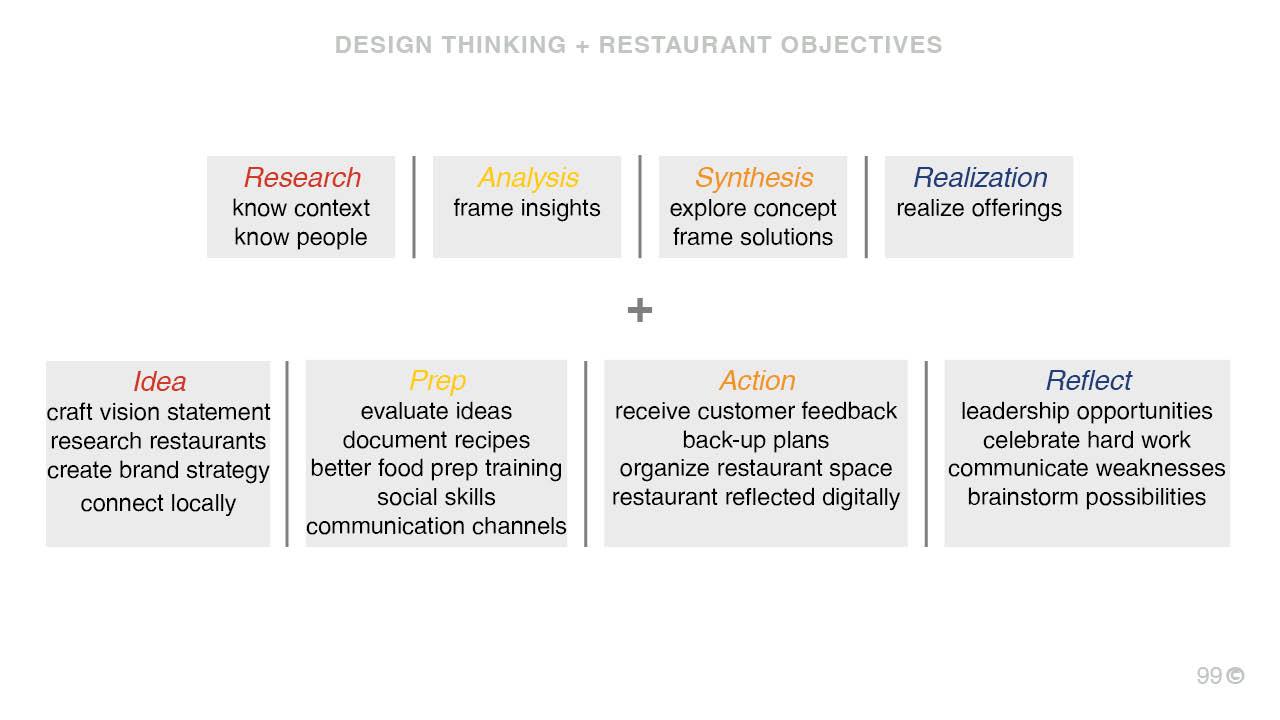 DESIGN THINKING + RESTAURANT OBJECTIVES
Research
know context
know people
Analysis
frame insights
Synthesis
explore concept
frame solutions
Realization
realize offerings
+
Idea
craft vision statement
research restaurants
create brand strategy
connect locally
Prep
evaluate ideas
document recipes
better food prep training
social skills
communication channels
Action
receive customer feedback
back-up plans
organize restaurant space
restaurant reflected digitally
Reflect
leadership opportunities
celebrate hard work
communicate weaknesses
brainstorm possibilities
99©